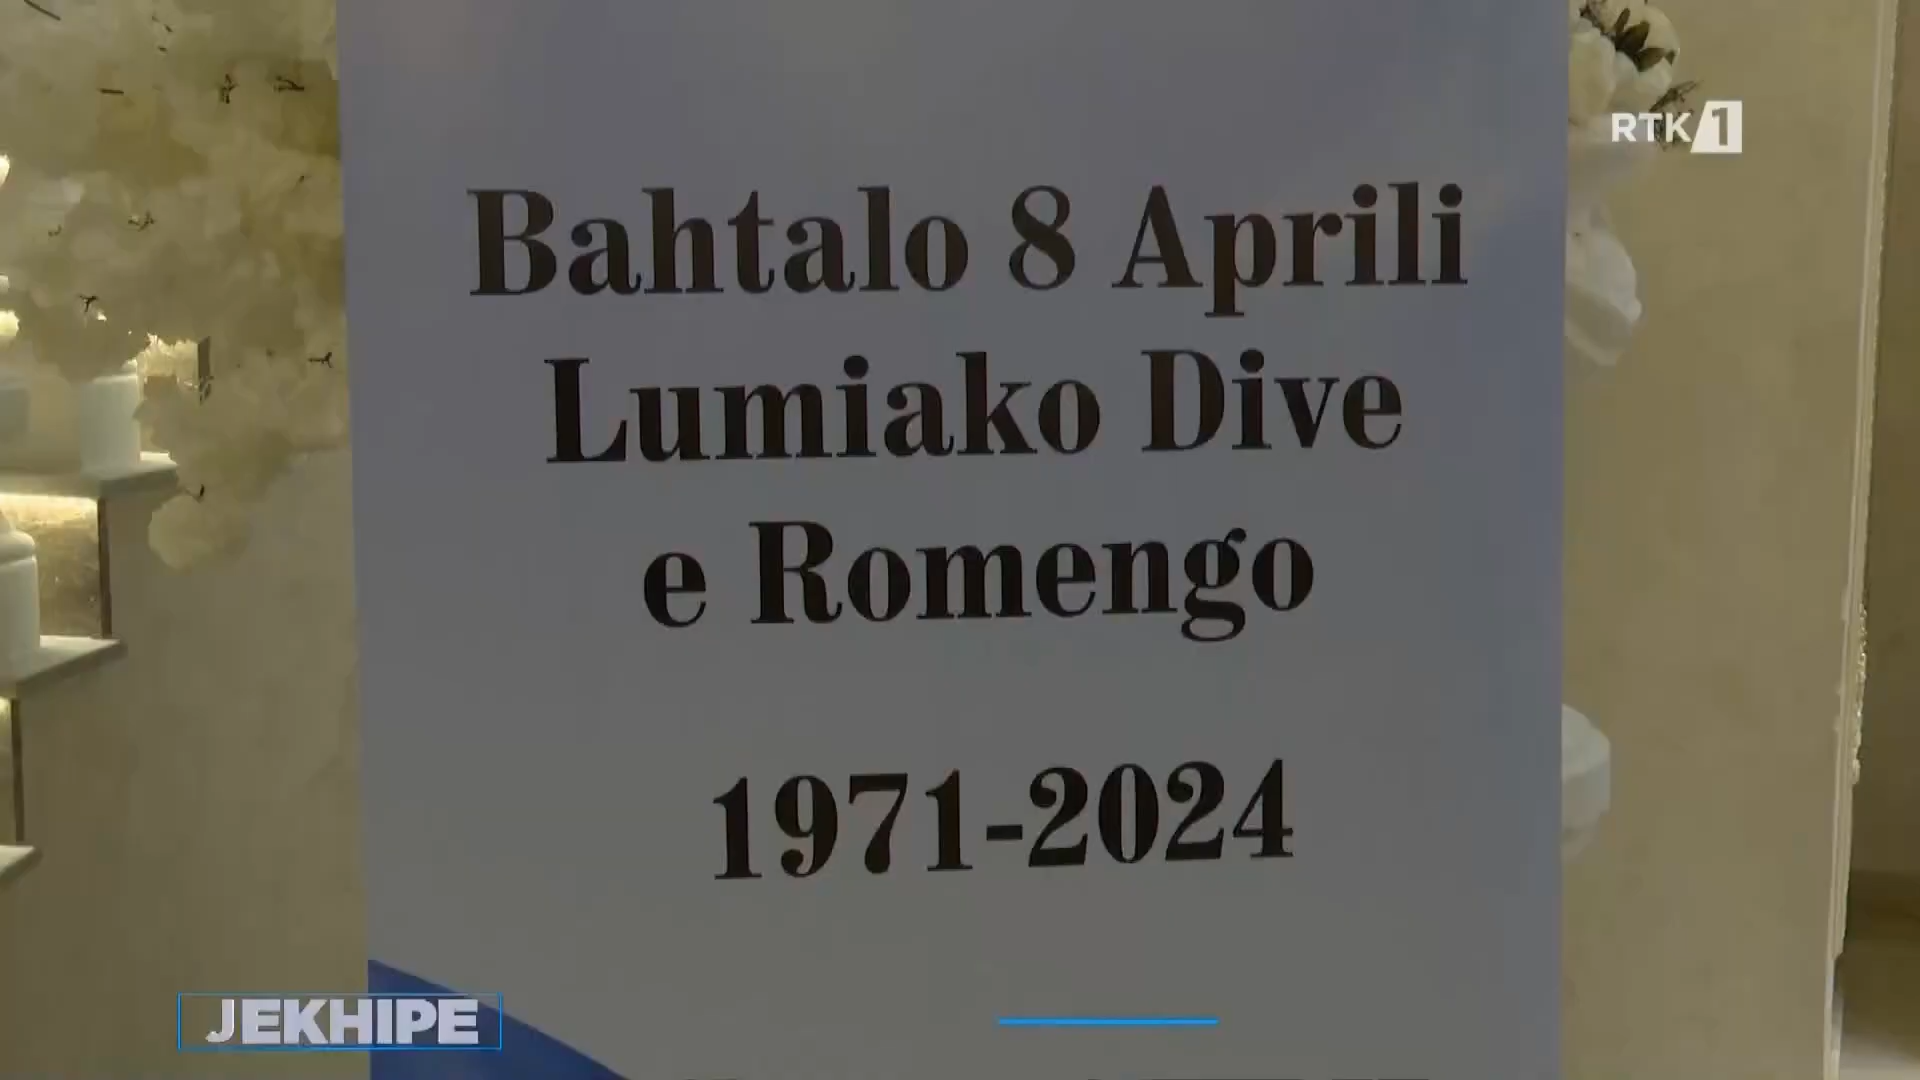 RTK 1
Bahtalo 8 Aprili
Lumiako Dive
e Romengo
1971-2024
JEKHIPE